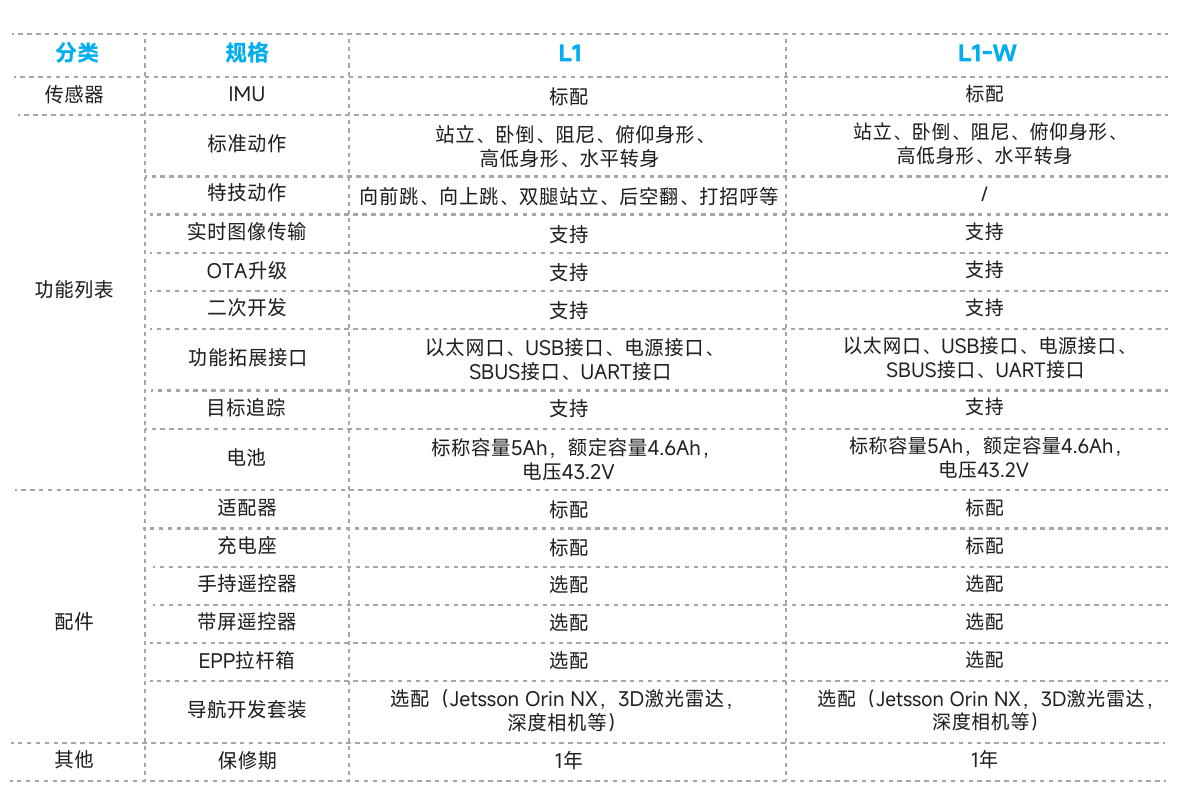 分类 规格 L1 L1-W
传感器 IMU 标配 标配
功能列表
标准动作
站立、卧倒、阻尼、俯仰身形、
高低身形、水平转身
站立、卧倒、阻尼、俯仰身形、
高低身形、水平转身
特技动作 向前跳、向上跳、双腿站立、后空翻、打招呼等 /
实时图像传输 支持 支持
OTA升级 支持 支持
二次开发 支持 支持
功能拓展接口
以太网口、USB接口、电源接口、
SBUS接口、UART接口
以太网口、USB接口、电源接口、
SBUS接口、UART接口
目标追踪 支持 支持
电池
标称容量5Ah，额定容量4.6Ah，
电压43.2V
标称容量5Ah，额定容量4.6Ah，
电压43.2V
配件
适配器 标配 标配
充电座 标配 标配
手持遥控器 选配 选配
带屏遥控器 选配 选配
EPP拉杆箱 选配 选配
导航开发套装
选配（Jetsson Orin NX，3D激光雷达，
深度相机等）
选配（Jetsson Orin NX，3D激光雷达，
深度相机等）
其他 保修期 1年 1年